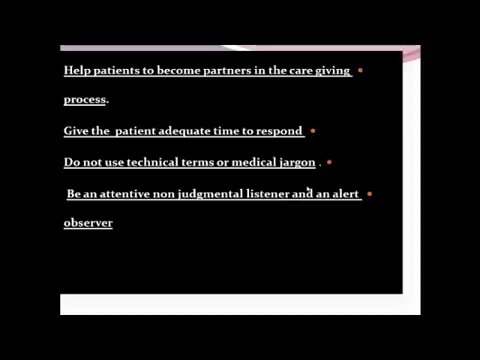 Help patients to become partners in the care giving
process.
Give the patient adequate time to respond
Do not use technical terms or medical jargon .
Be an attentive non judgmental listener and an alert
observer